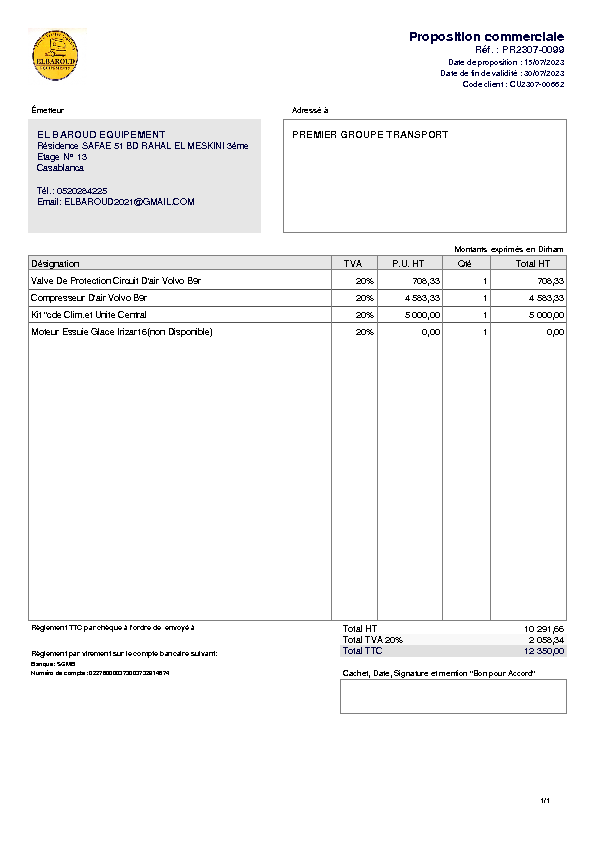 ELBAROUD
EQUIPEMENT
Proposition commerciale
Réf. : PR2307-0099
Date de proposition : 15/07/2023
Date de fin de validité : 30/07/2023
Code client : CU2307-00662
Émetteur
Adressé à
EL BAROUD EQUIPEMENT
Résidence SAFAE 51 BD RAHAL EL MESKINI 3éme
Etage N° 13
Casablanca
Tél.: 0520284225
Email: ELBAROUD2021@GMAIL.COM
PREMIER GROUPE TRANSPORT
Montants exprimés en Dirham
Désignation TVA P.U. HT Qté Total HT
Valve De Protection Circuit D'air Volvo B9r 20% 708,33 1 708,33
Compresseur D'air Volvo B9r 20% 4 583,33 1 4 583,33
Kit "cde Clim.et Unite Central 20% 5 000,00 1 5 000,00
Moteur Essuie Glace Irizar I6(non Disponible) 20% 0,00 1 0,00
Règlement TTC par chèque à l'ordre de envoyé à
Total HT 10 291,66
Total TVA 20% 2 058,34
Total TTC 12 350,00
Règlement par virement sur le compte bancaire suivant:
Banque: SGMB
Numéro de compte:
Cachet, Date, Signature et mention "Bon pour Accord"
1/1